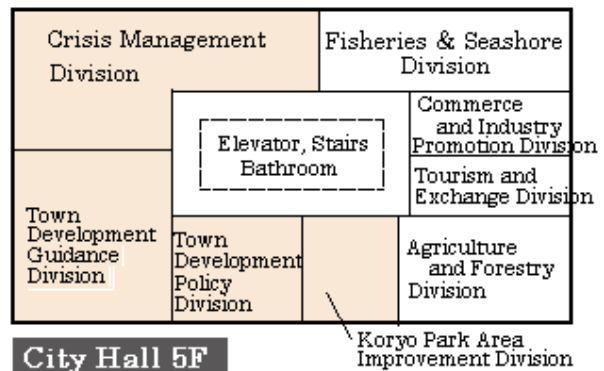 Crisis Management
Division
Fisheries & Seashore
Division
Elevator, Stairs
Bathroom
Commerce
and Industry
Promotion Division
Tourism and
Exchange Division
Town
Development
Guidance
Division
Town
Development
Policy
Division
Agriculture
and Forestry
Division
Koryo Park Area
Improvement Division
City Hall 5F